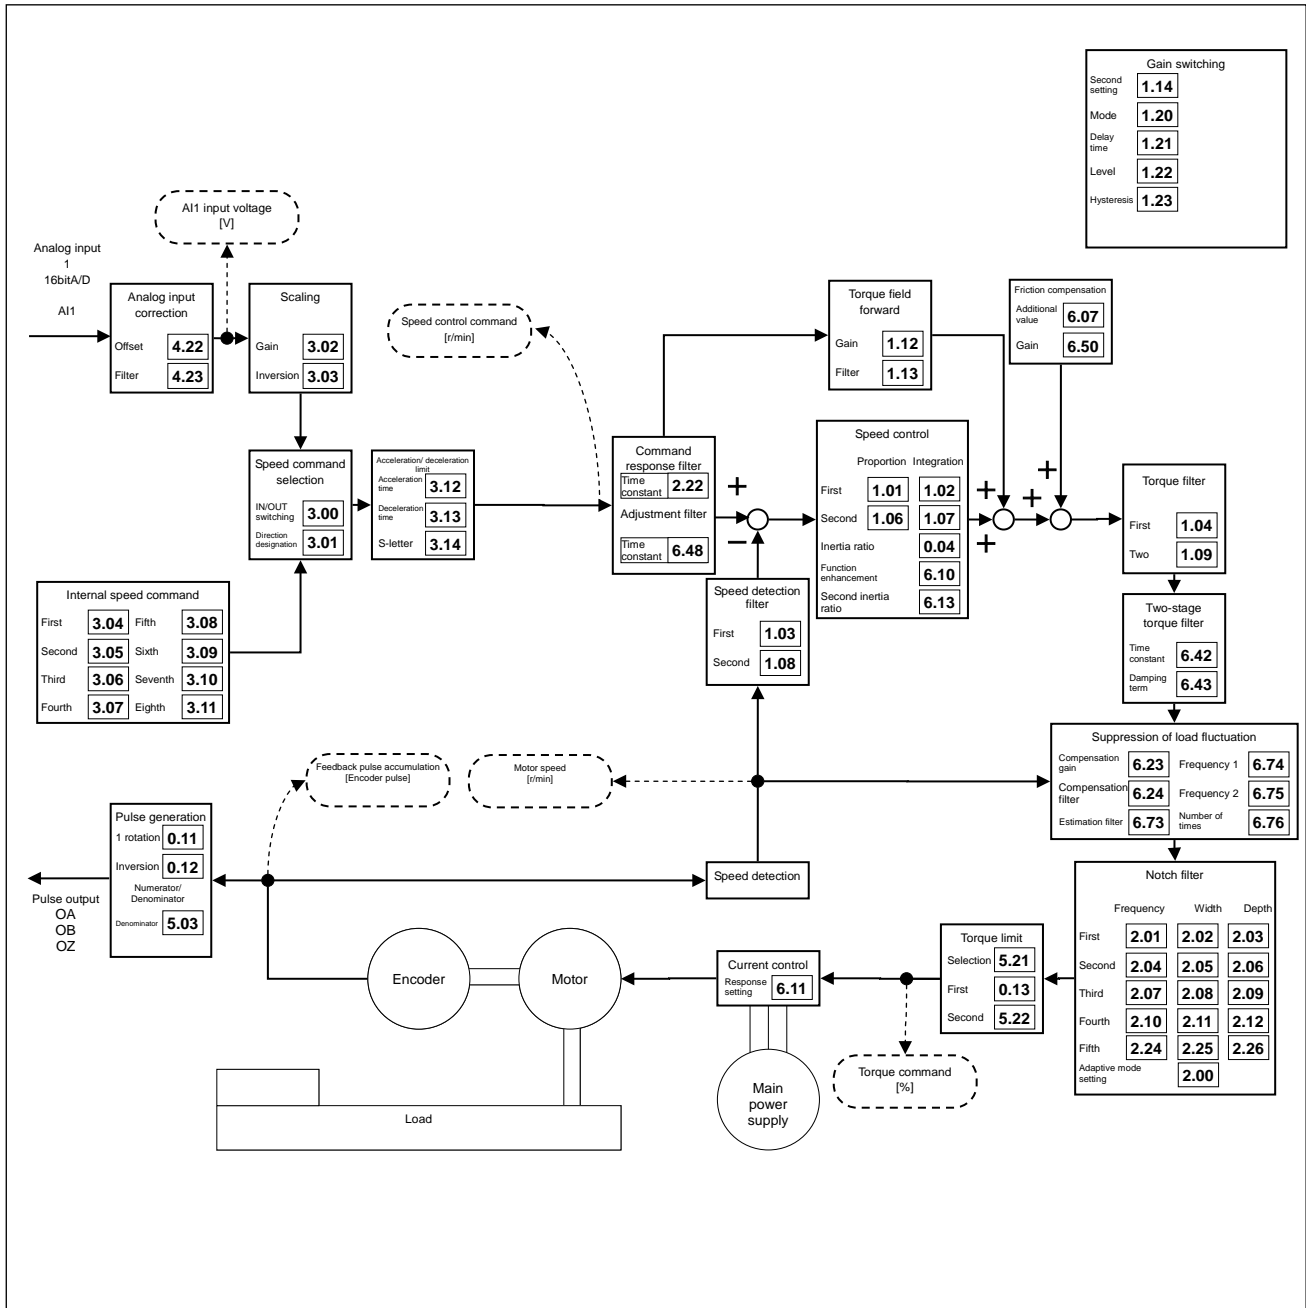 Gain switching
Second setting 1.14
Mode 1.20
Delay time 1.21
Level 1.22
Hysteresis 1.23
AI1 input voltage
[V]
Analog input
1
16bitA/D
AI1
Analog input
correction
Offset 4.22
Filter 4.23
Scaling
Gain 3.02
Inversion 3.03
Speed control command
[r/min]
Torque field
forward
Gain 1.12
Filter 1.13
Friction compensation
Additional value 6.07
Gain 6.50
Speed command
selection
IN/OUT switching 3.00
Direction designation 3.01
Acceleration/ deceleration
limit
Acceleration time 3.12
Deceleration time 3.13
S-letter 3.14
Command
response filter
Time constant 2.22
Adjustment filter
Time constant 6.48
+
−
Speed control
Proportion Integration
First 1.01 1.02
Second 1.06 1.07
Inertia ratio 0.04
Function enhancement 6.10
Second inertia ratio 6.13
+
+
+
+
Torque filter
First 1.04
Two 1.09
Internal speed command
First 3.04 Fifth 3.08
Second 3.05 Sixth 3.09
Third 3.06 Seventh 3.10
Fourth 3.07 Eighth 3.11
Speed detection
filter
First 1.03
Second 1.08
Two-stage
torque filter
Time constant 6.42
Damping term 6.43
Suppression of load fluctuation
Compensation gain 6.23 Frequency 1 6.74
Compensation filter 6.24 Frequency 2 6.75
Estimation filter 6.73 Number of times 6.76
Feedback pulse accumulation
[Encoder pulse]
Motor speed
[r/min]
Pulse generation
1 rotation 0.11
Inversion 0.12
Numerator/
Denominator
Denominator 5.03
Pulse output
OA
OB
OZ
Speed detection
Notch filter
Frequency Width Depth
First 2.01 2.02 2.03
Second 2.04 2.05 2.06
Third 2.07 2.08 2.09
Fourth 2.10 2.11 2.12
Fifth 2.24 2.25 2.26
Adaptive mode setting 2.00
Torque limit
Selection 5.21
First 0.13
Second 5.22
Current control
Response setting 6.11
Encoder
Motor
Torque command
[%]
Main
power
supply
Load